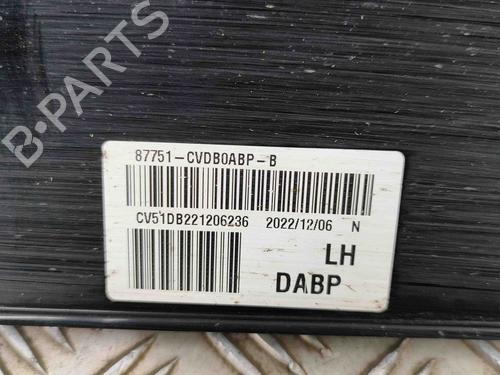 87751-CVDB0ABP-B
CV51DB221206236 2022/12/06 N
LH
DABP
B-PARTS